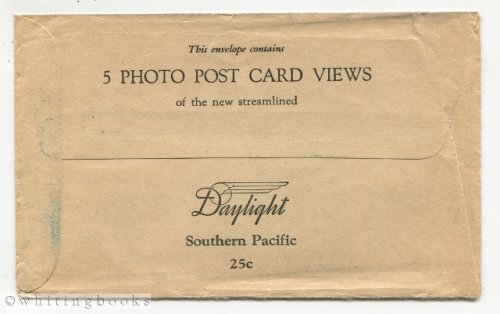 This envelope contains
5 PHOTO POST CARD VIEWS
of the new streamlined
Daylight
Southern Pacific
25c
©whitingbooks